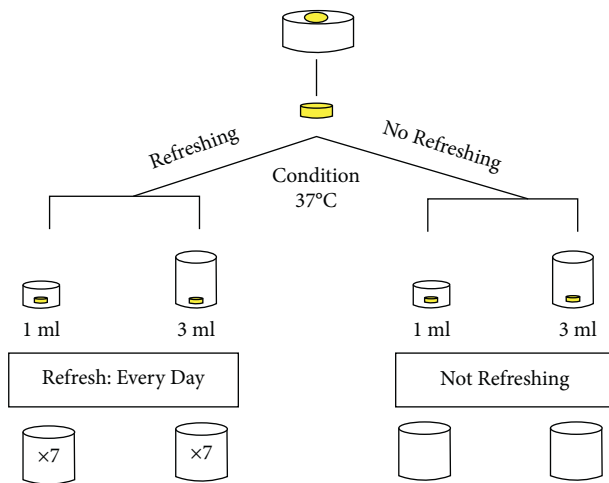 Refreshing
No Refreshing
Condition
37°C
1 ml
3 ml
1 ml
3 ml
Refresh: Every Day
Not Refreshing
×7
×7